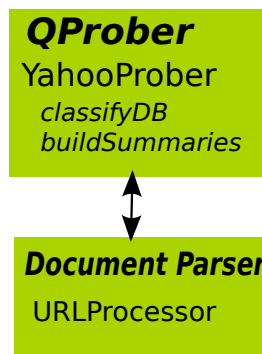 QProber
YahooProber
classifyDB
buildSummaries
Document Parser
URLProcessor